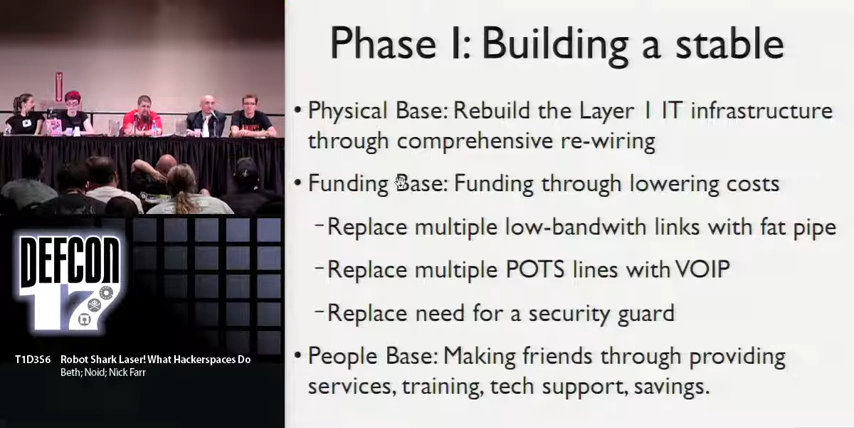 Phase I: Building a stable
• Physical Base: Rebuild the Layer 1 IT infrastructure
through comprehensive re-wiring
• Funding Base: Funding through lowering costs
–Replace multiple low-bandwith links with fat pipe
–Replace multiple POTS lines with VOIP
–Replace need for a security guard
• People Base: Making friends through providing
services, training, tech support, savings.
DEFCON
17
T1D3S6 Robot Shark Laser! What Hackerspaces Do
Beth; Noid; Nick Farr